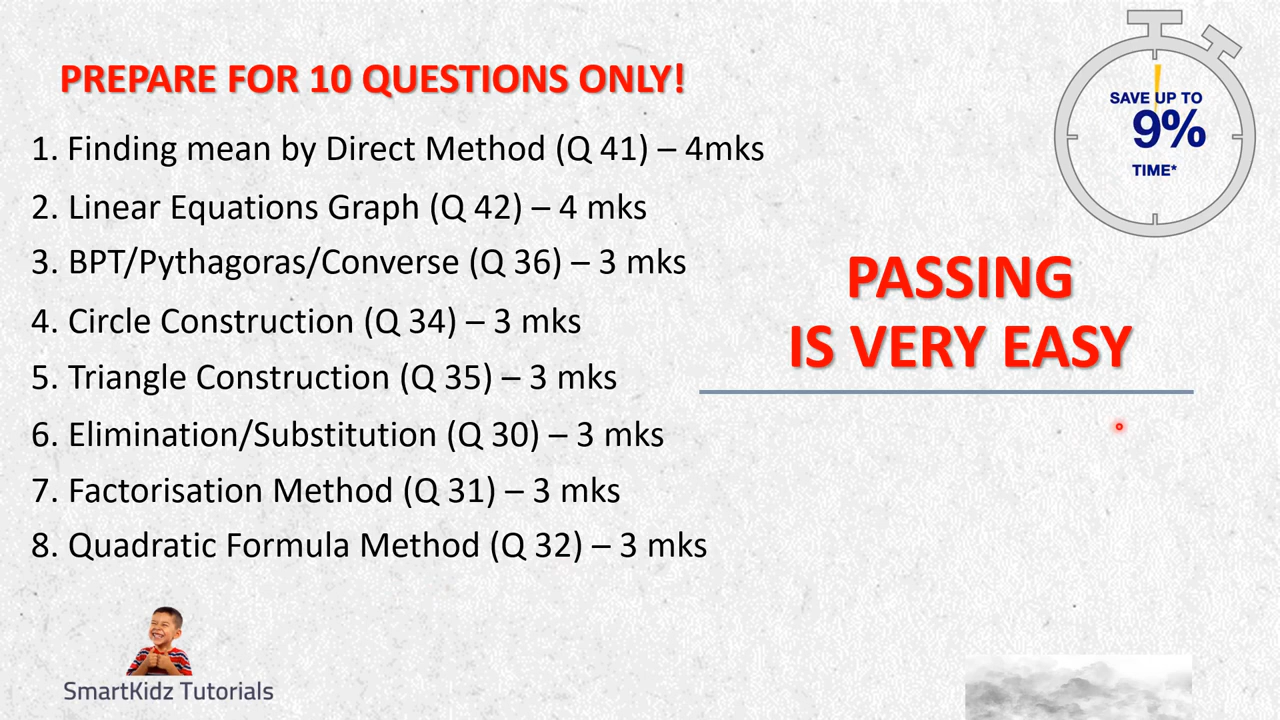 PREPARE FOR 10 QUESTIONS ONLY!
1. Finding mean by Direct Method (Q 41) – 4mks
2. Linear Equations Graph (Q 42) – 4 mks
3. BPT/Pythagoras/Converse (Q 36) – 3 mks
4. Circle Construction (Q 34) – 3 mks
5. Triangle Construction (Q 35) – 3 mks
6. Elimination/Substitution (Q 30) – 3 mks
7. Factorisation Method (Q 31) – 3 mks
8. Quadratic Formula Method (Q 32) – 3 mks
SAVE UP TO
9%
TIME*
PASSING
IS VERY EASY
SmartKidz Tutorials